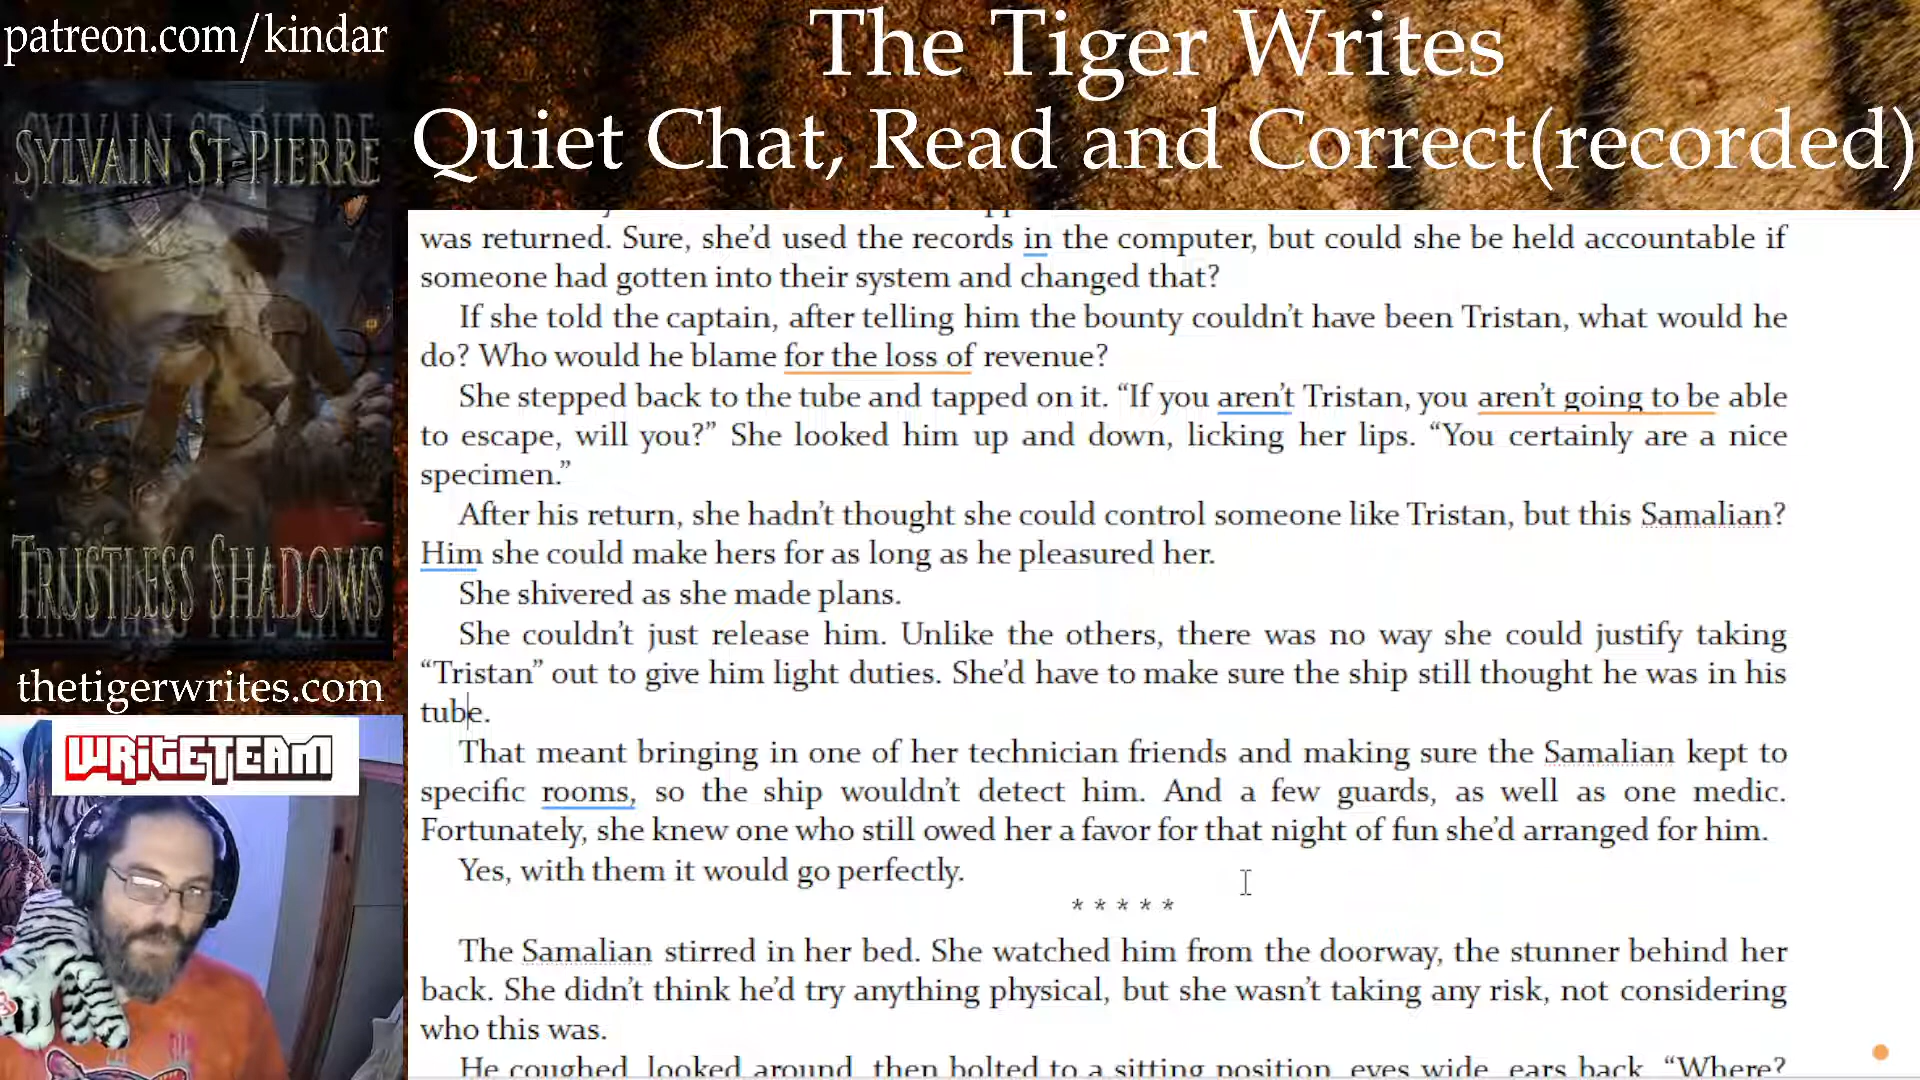 patreon.com/kindar
The Tiger Writes
Quiet Chat, Read and Correct(recorded)
SYLVAIN ST-PIERRE
TRUSTLESS SHADOWS
thetigerwrites.com
WRITETEAM
was returned. Sure, she’d used the records in the computer, but could she be held accountable if
someone had gotten into their system and changed that?
If she told the captain, after telling him the bounty couldn’t have been Tristan, what would he
do? Who would he blame for the loss of revenue?
She stepped back to the tube and tapped on it. “If you aren’t Tristan, you aren’t going to be able
to escape, will you?” She looked him up and down, licking her lips. “You certainly are a nice
specimen.”
After his return, she hadn’t thought she could control someone like Tristan, but this Samalian?
Him she could make hers for as long as he pleasured her.
She shivered as she made plans.
She couldn’t just release him. Unlike the others, there was no way she could justify taking
“Tristan” out to give him light duties. She’d have to make sure the ship still thought he was in his
tube.
That meant bringing in one of her technician friends and making sure the Samalian kept to
specific rooms, so the ship wouldn’t detect him. And a few guards, as well as one medic.
Fortunately, she knew one who still owed her a favor for that night of fun she’d arranged for him.
Yes, with them it would go perfectly.
* * * * *
The Samalian stirred in her bed. She watched him from the doorway, the stunner behind her
back. She didn’t think he’d try anything physical, but she wasn’t taking any risk, not considering
who this was.
He coughed, looked around, then bolted to a sitting position, eyes wide, ears back. “Where?